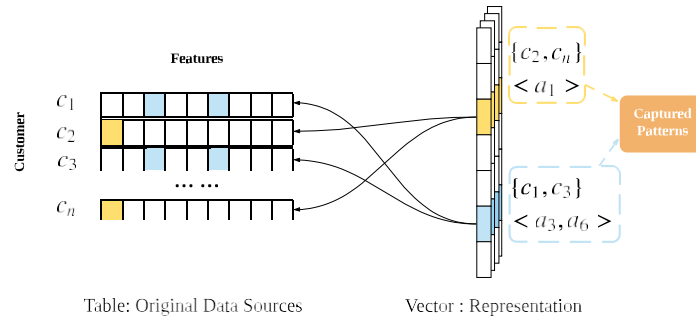 Features
Customer
c₁
c₂
c₃
... ...
cₙ
{c₂, cₙ}
< a₁ >
Captured
Patterns
{c₁, c₃}
< a₃, a₆ >
Table: Original Data Sources
Vector : Representation